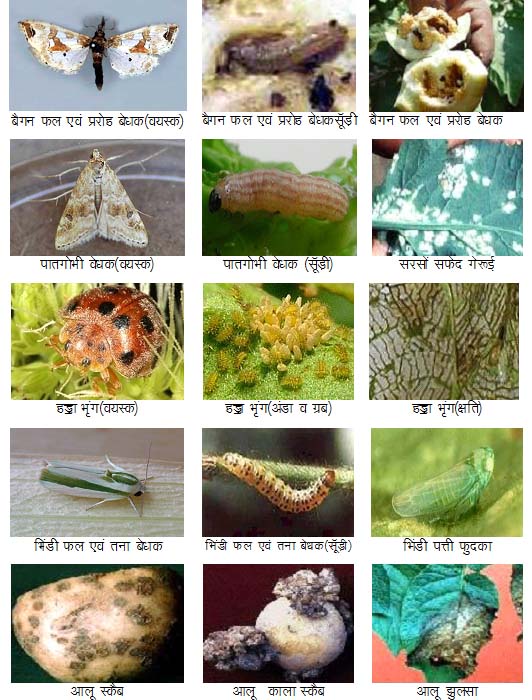 बैगन फल एवं प्ररोह बेधक(वयस्क)
बैगन फल एवं प्ररोह बेधकसूँडी
बैगन फल एवं प्ररोह बेधक
पातगोभी वेधक(वयस्क)
पातगोभी वेधक (सूँडी)
सरसों सफेद गेरूई
हड्डा भृंग(वयस्क)
हड्डा भृंग(अंडा व ग्रब)
हड्डा भृंग(क्षति)
भिंडी फल एवं तना बेधक
भिंडी फल एवं तना बेधक(सूँड़ी)
भिंडी पत्ती फुदका
आलू स्कैब
आलू काला स्कैब
आलू झुलसा